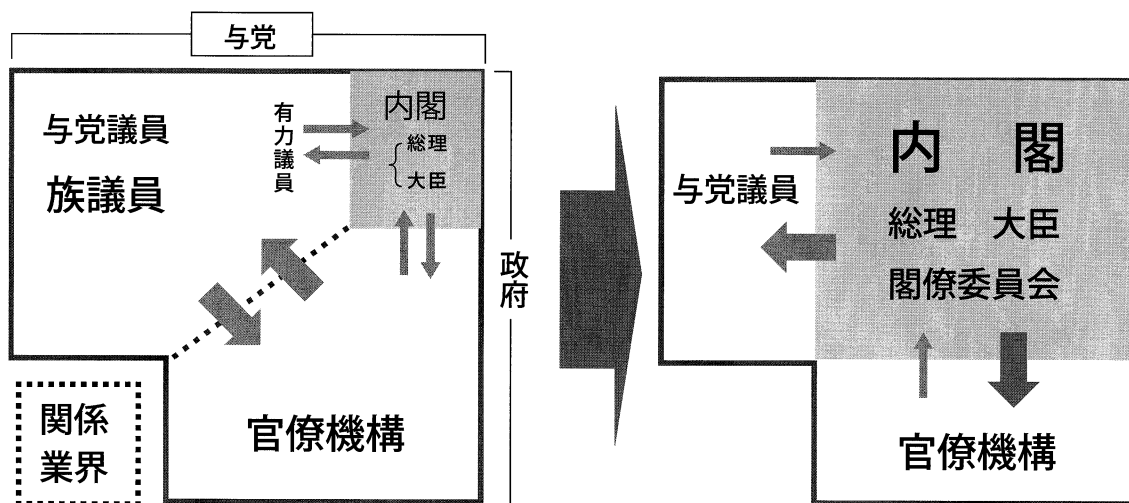 与党
与党議員
族議員
有力議員
内閣
総理
大臣
政府
官僚機構
関係
業界
内 閣
総理 大臣
閣僚委員会
与党議員
官僚機構